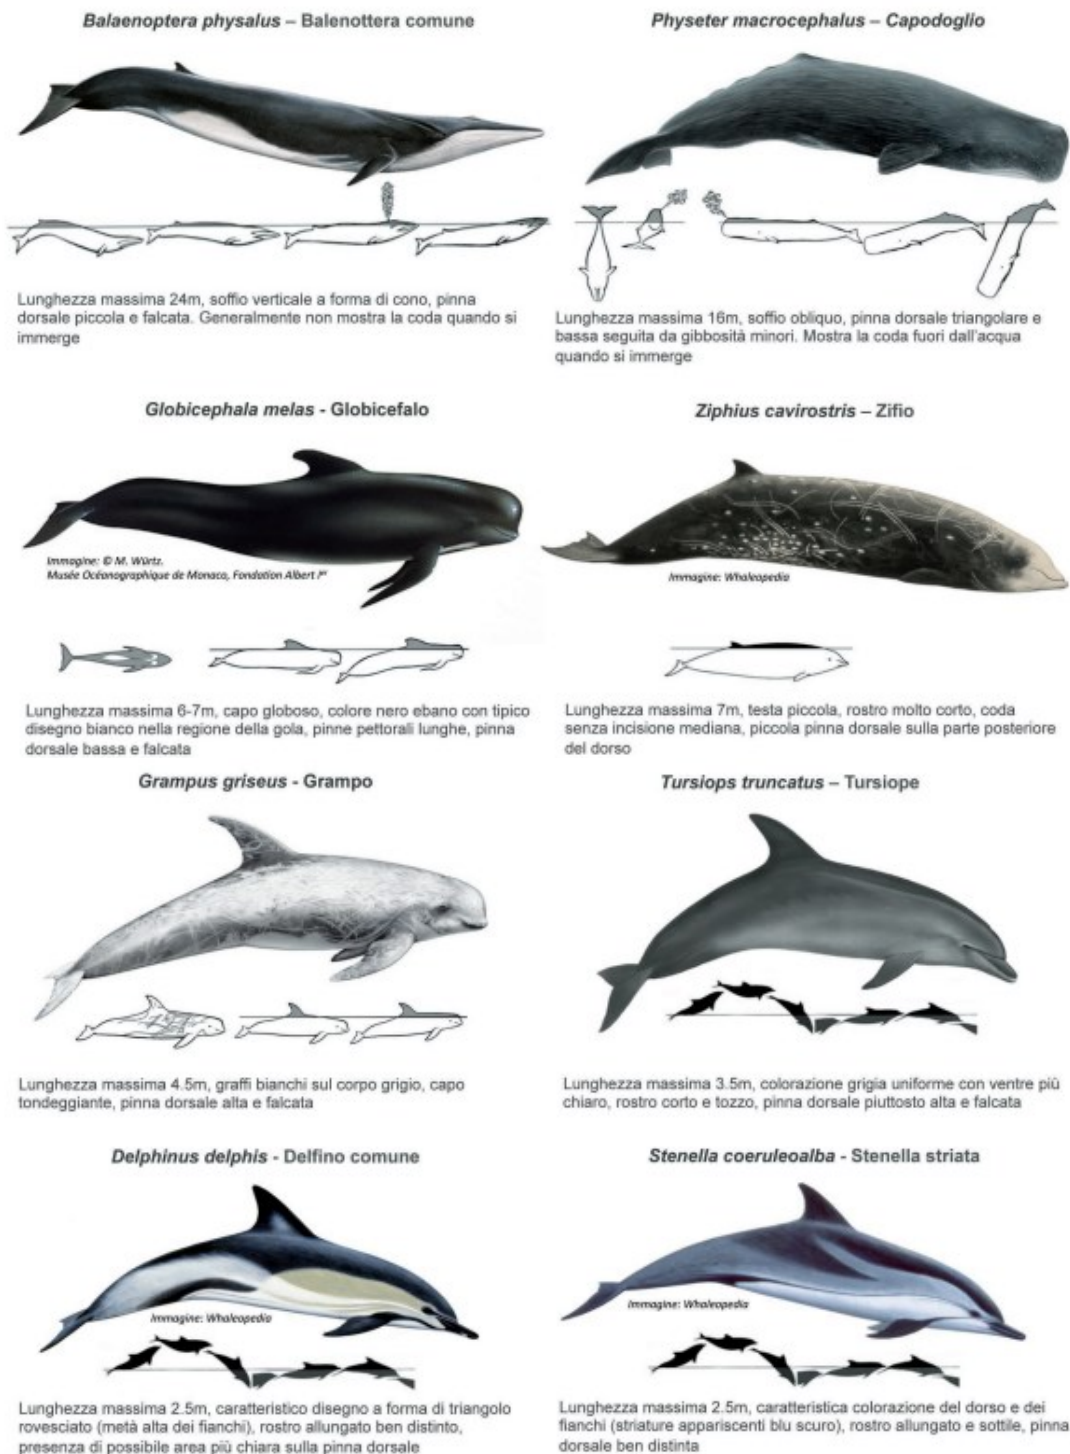 Balaenoptera physalus – Balenottera comune
Physeter macrocephalus – Capodoglio
Lunghezza massima 24m, soffio verticale a forma di cono, pinna
dorsale piccola e falcata. Generalmente non mostra la coda quando si
immerge
Lunghezza massima 16m, soffio obliquo, pinna dorsale triangolare e
bassa seguita da gibbosità minori. Mostra la coda fuori dall'acqua
quando si immerge
Globicephala melas - Globicefalo
Ziphius cavirostris – Zifio
Immagine: © M. Würtz.
Musée Océanographique de Monaco, Fondation Albert Iᵉʳ
Immagine: Whaleopedia
Lunghezza massima 6-7m, capo globoso, colore nero ebano con tipico
disegno bianco nella regione della gola, pinne pettorali lunghe, pinna
dorsale bassa e falcata
Lunghezza massima 7m, testa piccola, rostro molto corto, coda
senza incisione mediana, piccola pinna dorsale sulla parte posteriore
del dorso
Grampus griseus - Grampo
Tursiops truncatus – Tursiope
Lunghezza massima 4.5m, graffi bianchi sul corpo grigio, capo
tondeggiante, pinna dorsale alta e falcata
Lunghezza massima 3.5m, colorazione grigia uniforme con ventre più
chiaro, rostro corto e tozzo, pinna dorsale piuttosto alta e falcata
Delphinus delphis - Delfino comune
Stenella coeruleoalba - Stenella striata
Immagine: Whaleopedia
Immagine: Whaleopedia
Lunghezza massima 2.5m, caratteristico disegno a forma di triangolo
rovesciato (metà alta dei fianchi), rostro allungato ben distinto,
presenza di possibile area più chiara sulla pinna dorsale
Lunghezza massima 2.5m, caratteristica colorazione del dorso e dei
fianchi (striature appariscenti blu scuro), rostro allungato e sottile, pinna
dorsale ben distinta